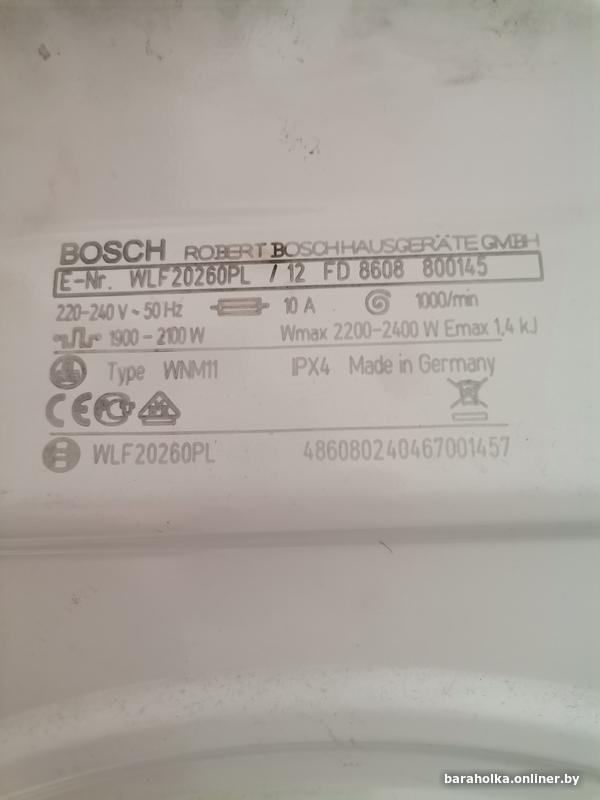 BOSCH ROBERT BOSCH HAUSGERÄTE GMBH
E-Nr. WLF20260PL / 12 FD 8608 800145
220-240 V ~ 50 Hz 10 A 1000/min
1900 - 2100 W Wmax 2200-2400 W Emax 1,4 kJ
Type WNM11 IPX4 Made in Germany
CE
WLF20260PL 486080240467001457
baraholka.onliner.by